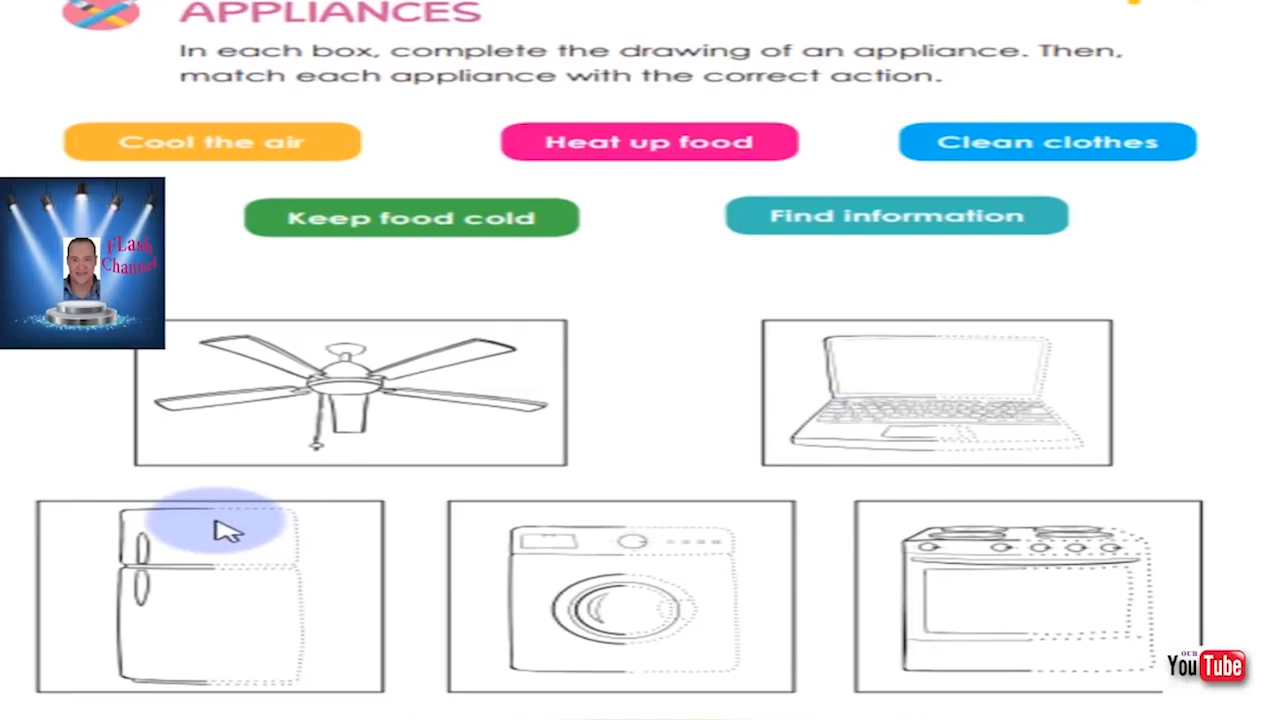 APPLIANCES
In each box, complete the drawing of an appliance. Then,
match each appliance with the correct action.
Cool the air
Heat up food
Clean clothes
Keep food cold
Find information
FLash
Channel
OUR
YouTube